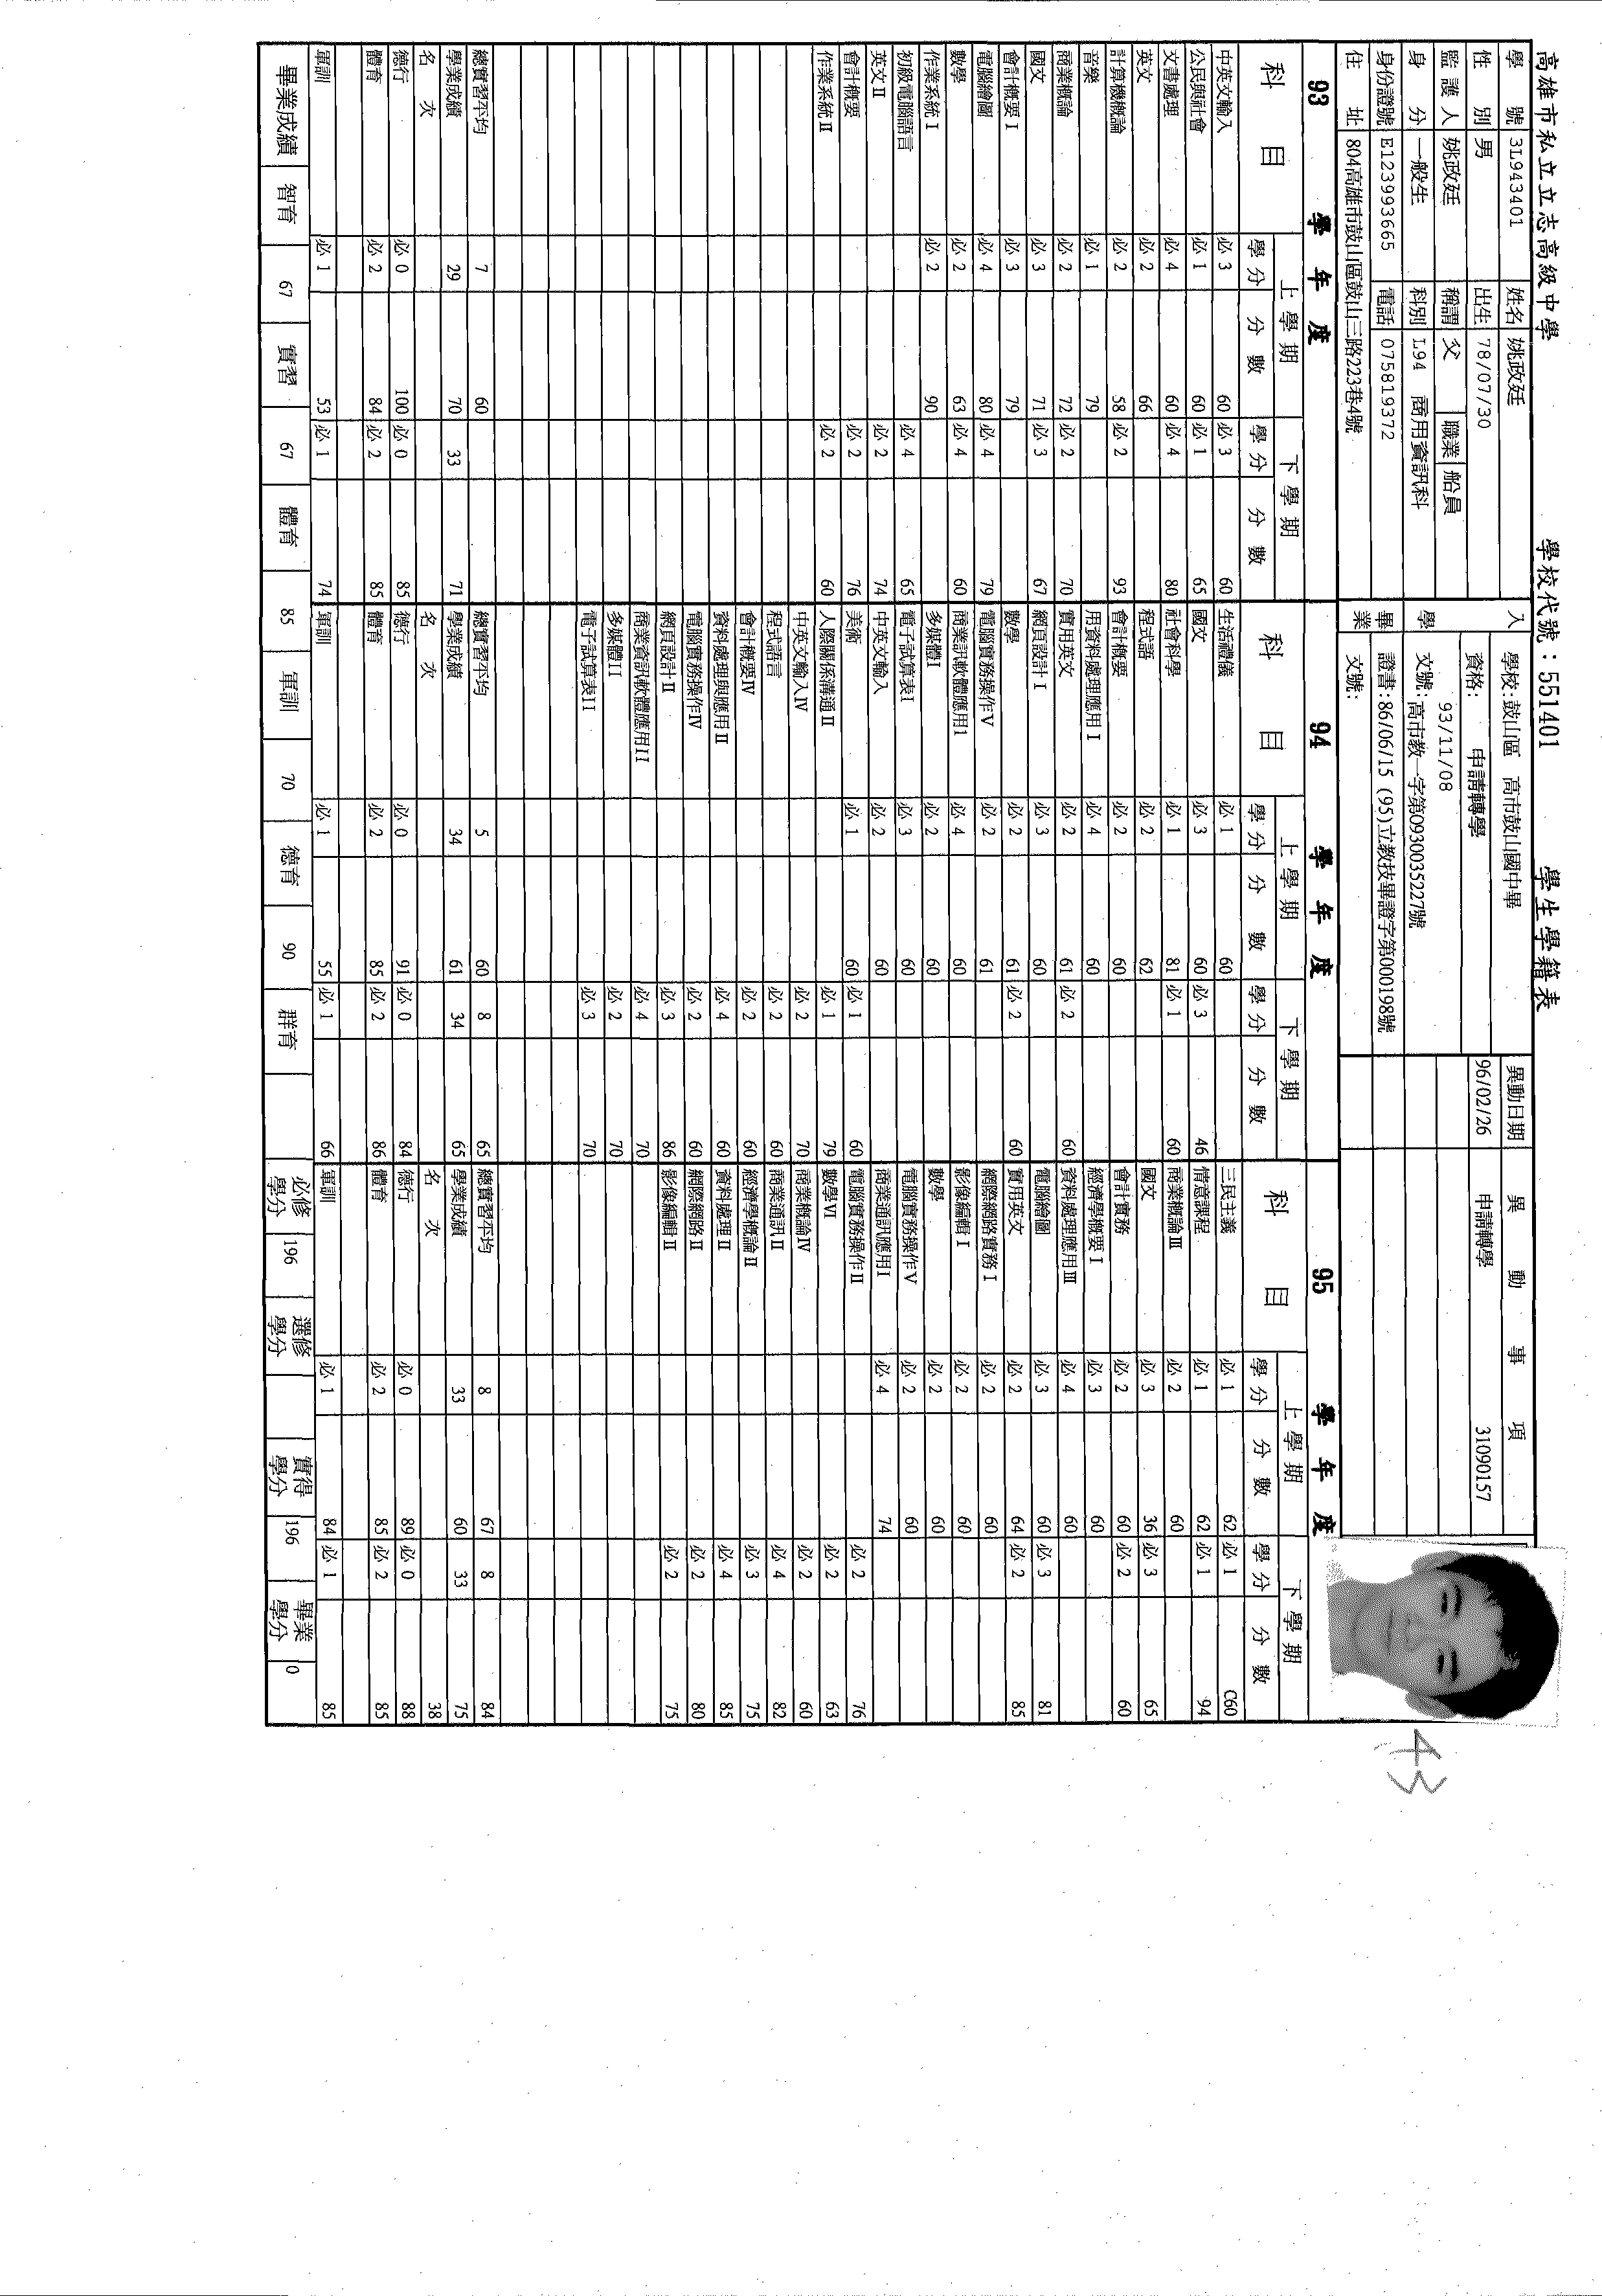 高雄市私立立志高級中學 學校代號：551401 學生學籍表
學號 3L943401 姓名 姚政廷
性別 男 出生 78/07/30
監護人 姚政廷 稱謂 父 職業 船員
身分 一般生 科別 L94 商用資訊科
身份證號 E123993665 電話 075819372
住址 804高雄市鼓山區鼓山三路223巷4號
入學 學校：鼓山區 高市鼓山國中畢
資格： 申請轉學
93/11/08
文號：高市教一字第0930035227號
畢業 證書：86/06/15 (95)立教技畢證字第000198號
文號：
異動日期 異動事項
96/02/26 申請轉學 31090157
93 學年度
科目 上學期 下學期
學分 分數 學分 分數
中英文輸入 必 3 60 必 3 60
公民與社會 必 1 60 必 1 65
文書處理 必 4 60 必 4 80
英文 必 2 66
計算機概論 必 2 58 必 2 93
音樂 必 1 79
商業概論 必 2 72 必 2 70
國文 必 3 71 必 3 67
會計概要 I 必 3 79
電腦繪圖 必 4 80 必 4 79
數學 必 2 63 必 4 60
作業系統 I 必 2 90
初級電腦語言 必 4 65
英文 II 必 2 74
會計概要 必 2 76
作業系統 II 必 2 60
總實習平均 7 60
學業成績 29 70 33 71
名次
德行 必 0 100 必 0 85
體育 必 2 84 必 2 85
軍訓 必 1 53 必 1 74
94 學年度
科目 上學期 下學期
學分 分數 學分 分數
生活禮儀 必 1 60
國文 必 3 60 必 3 46
社會科學 必 1 81 必 1 60
程式語 必 2 62
會計概要 必 2 60
用資料處理應用 I 必 4 60
實用英文 必 2 61 必 2 60
網頁設計 I 必 3 60
數學 必 2 61 必 2 60
電腦實務操作V 必 2 61
商業訊軟體應用1 必 4 60
多媒體I 必 2 60
電子試算表I 必 3 60
中英文輸入 必 2 60
美術 必 1 60 必 1 60
人際關係溝通 II 必 1 79
中英文輸入IV 必 2 70
程式語言 必 2 60
會計概要IV 必 2 60
資料處理與應用 II 必 4 60
電腦實務操作IV 必 2 60
網頁設計 II 必 3 86
商業資訊軟體應用II 必 4 70
多媒體II 必 2 70
電子試算表II 必 3 70
總實習平均 5 60 8 65
學業成績 34 61 34 65
名次
德行 必 0 91 必 0 84
體育 必 2 85 必 2 86
軍訓 必 1 55 必 1 66
95 學年度
科目 上學期 下學期
學分 分數 學分 分數
三民主義 必 1 62 必 1 C60
情意課程 必 1 62 必 1 94
商業概論III 必 2 60
國文 必 3 36 必 3 65
會計實務 必 2 60 必 2 60
經濟學概要 I 必 3 60
資料處理應用III 必 4 60
電腦繪圖 必 3 60 必 3 81
實用英文 必 2 64 必 2 85
網際網路實務 I 必 2 60
影像編輯 I 必 2 60
數學 必 2 60
電腦實務操作V 必 2 60
商業通訊應用I 必 4 74
電腦實務操作 II 必 2 76
數學VI 必 2 63
商業概論IV 必 2 60
商業通訊 II 必 4 82
經濟學概論 II 必 3 75
資料處理 II 必 4 85
網際網路 II 必 2 80
影像編輯 II 必 2 75
總實習平均 8 67 8 84
學業成績 33 60 33 75
名次 38
德行 必 0 89 必 0 88
體育 必 2 85 必 2 85
軍訓 必 1 84 必 1 85
畢業成績 智育 67 實習 67 體育 85 軍訓 70 德育 90 群育 必修學分 196 選修學分 實得學分 196 畢業學分 0
43